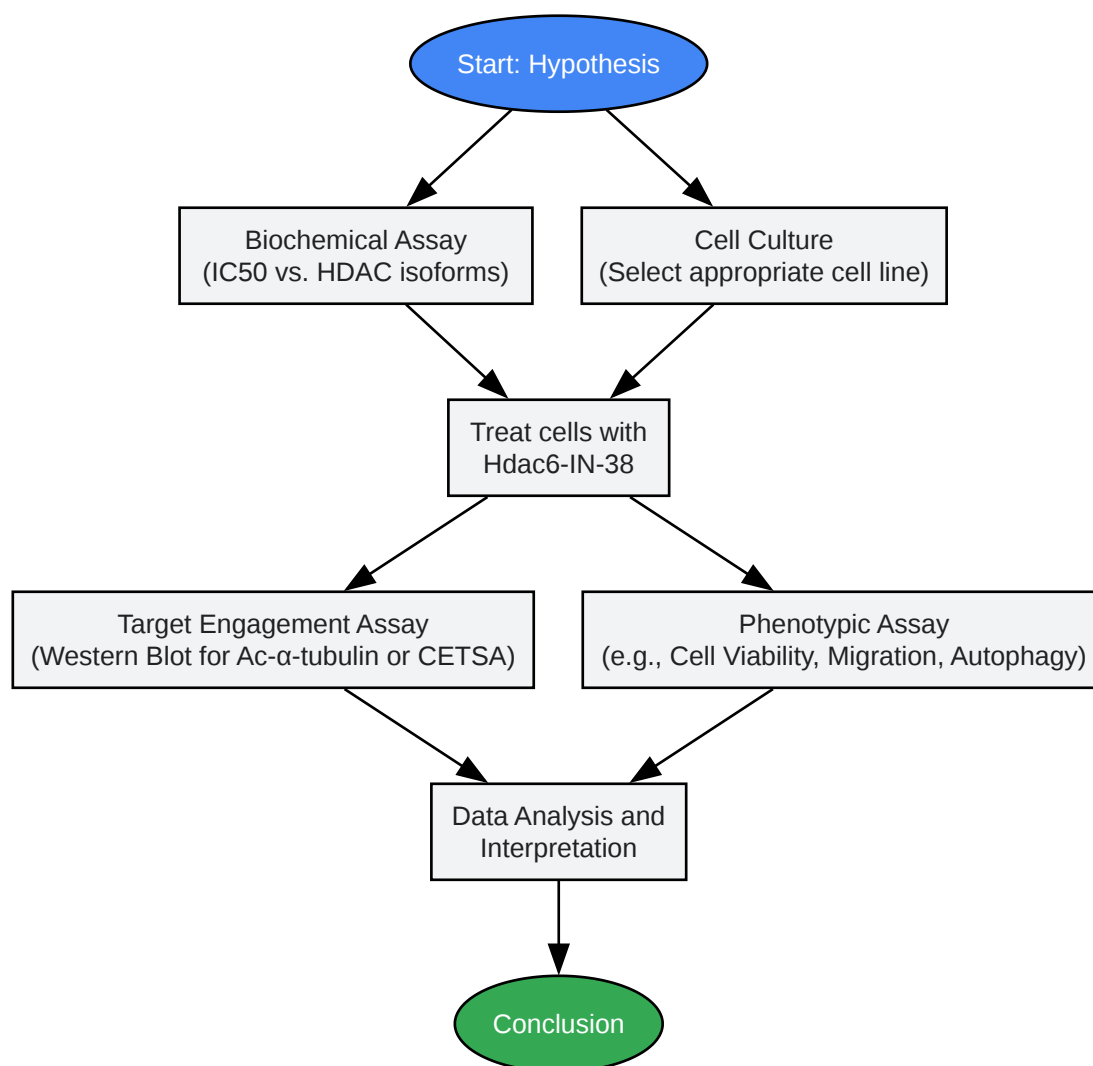 Start: Hypothesis
Biochemical Assay
(IC50 vs. HDAC isoforms)
Cell Culture
(Select appropriate cell line)
Treat cells with
Hdac6-IN-38
Target Engagement Assay
(Western Blot for Ac-α-tubulin or CETSA)
Phenotypic Assay
(e.g., Cell Viability, Migration, Autophagy)
Data Analysis and
Interpretation
Conclusion